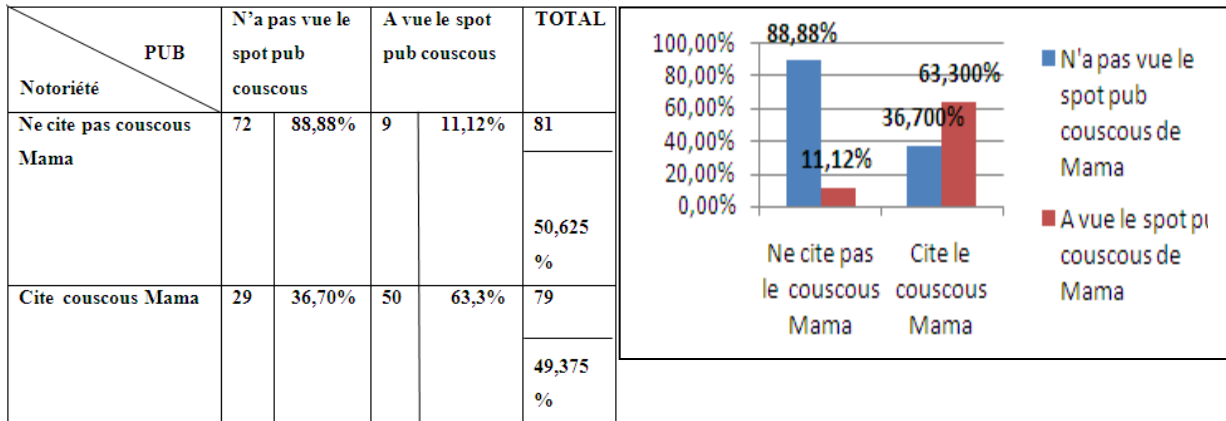 PUB
Notoriété
N'a pas vue le
spot pub
couscous
A vue le spot
pub couscous
TOTAL
Ne cite pas couscous
Mama
72
88,88%
9
11,12%
81
50,625
%
Cite couscous Mama
29
36,70%
50
63,3%
79
49,375
%
100,00%
80,00%
60,00%
40,00%
20,00%
0,00%
88,88%
11,12%
36,700%
63,300%
Ne cite pas
le couscous
Mama
Cite le
couscous
Mama
N'a pas vue le
spot pub
couscous de
Mama
A vue le spot
couscous de
Mama